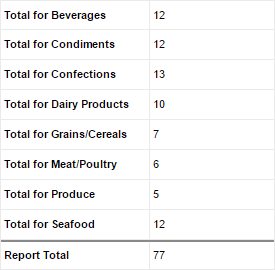 Total for Beverages 12
Total for Condiments 12
Total for Confections 13
Total for Dairy Products 10
Total for Grains/Cereals 7
Total for Meat/Poultry 6
Total for Produce 5
Total for Seafood 12
Report Total 77